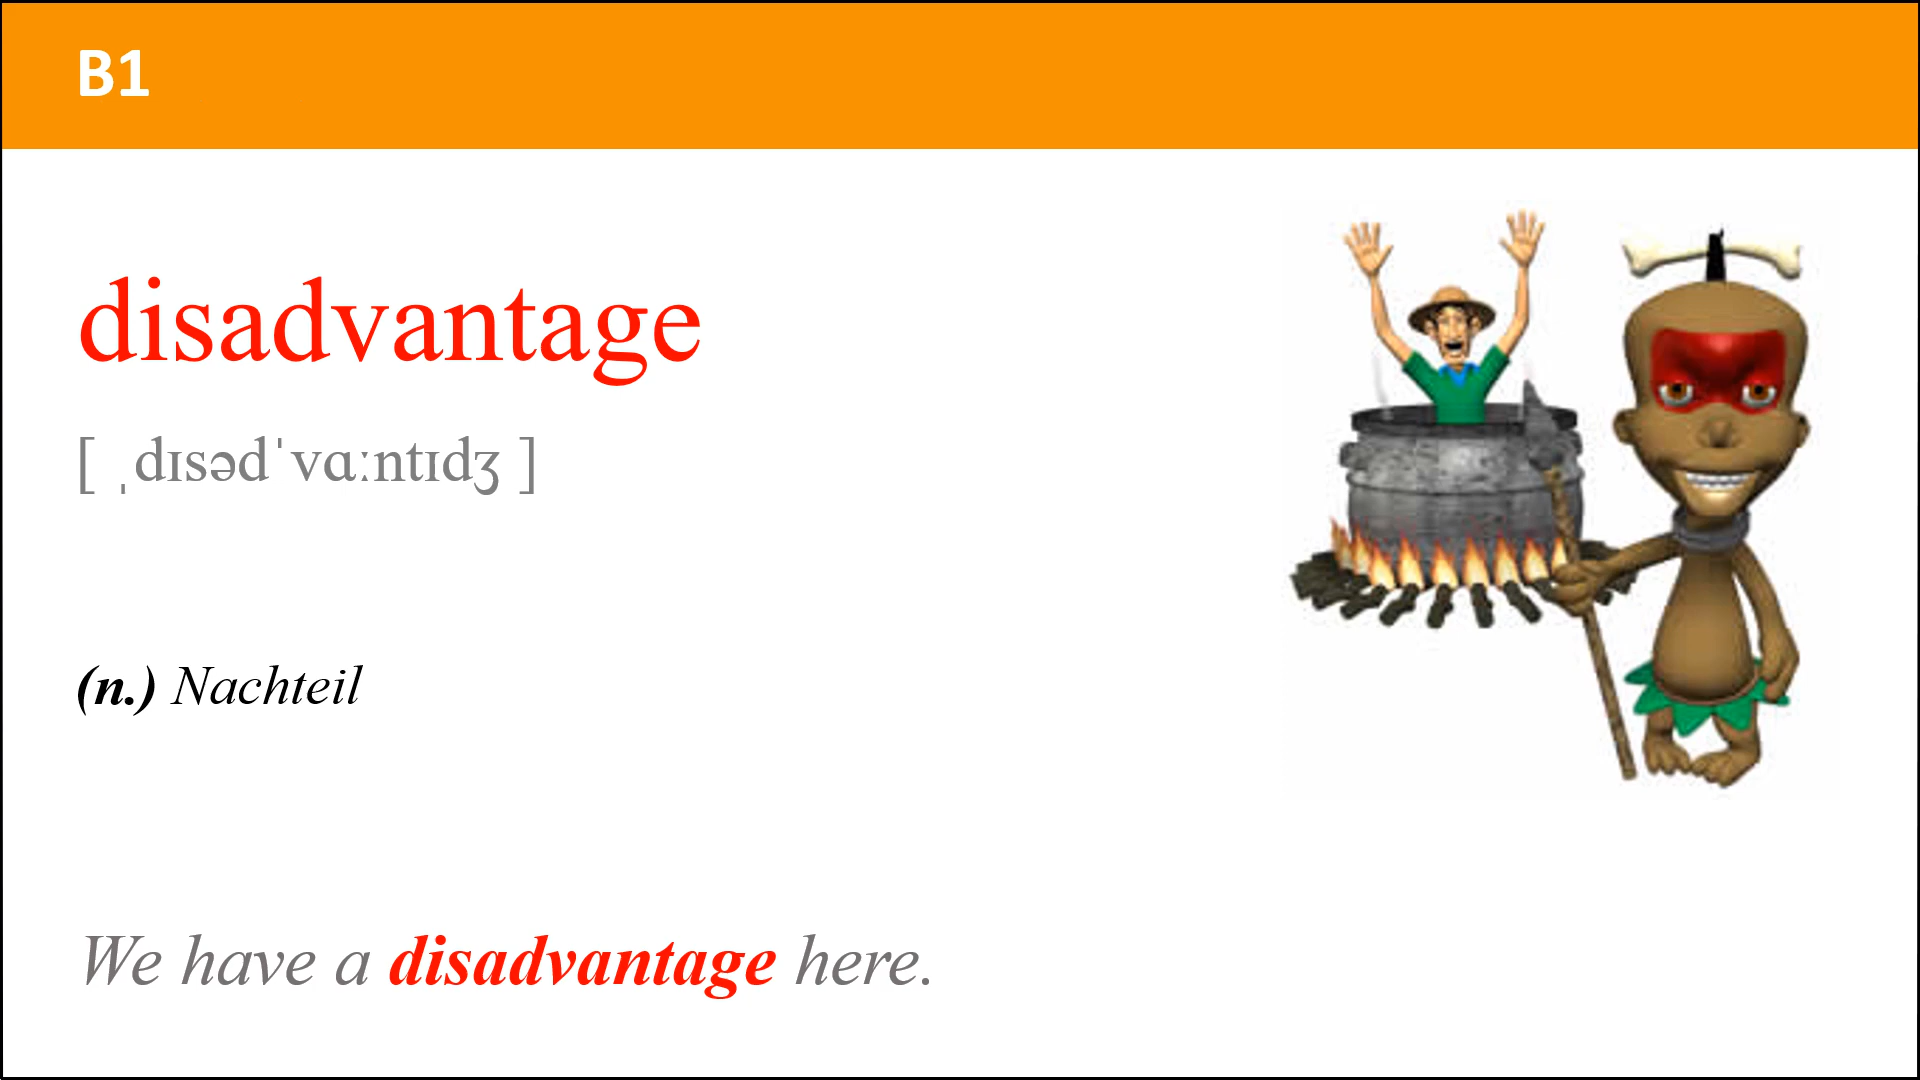 B1
disadvantage
[ ˌdɪsədˈvɑːntɪdʒ ]
(n.) Nachteil
We have a disadvantage here.